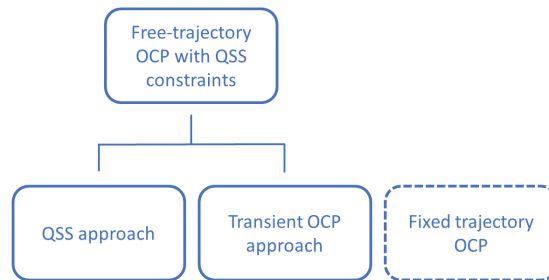 Free-trajectory
OCP with QSS
constraints
QSS approach
Transient OCP
approach
Fixed trajectory
OCP